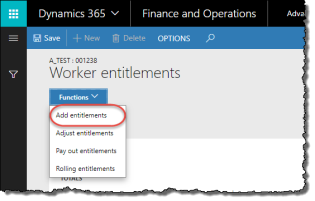 Dynamics 365 Finance and Operations Adva
Save + New Delete OPTIONS
A_TEST : 001238
Worker entitlements
Functions
Add entitlements
Adjust entitlements
Pay out entitlements
Rolling entitlements
TOTALS